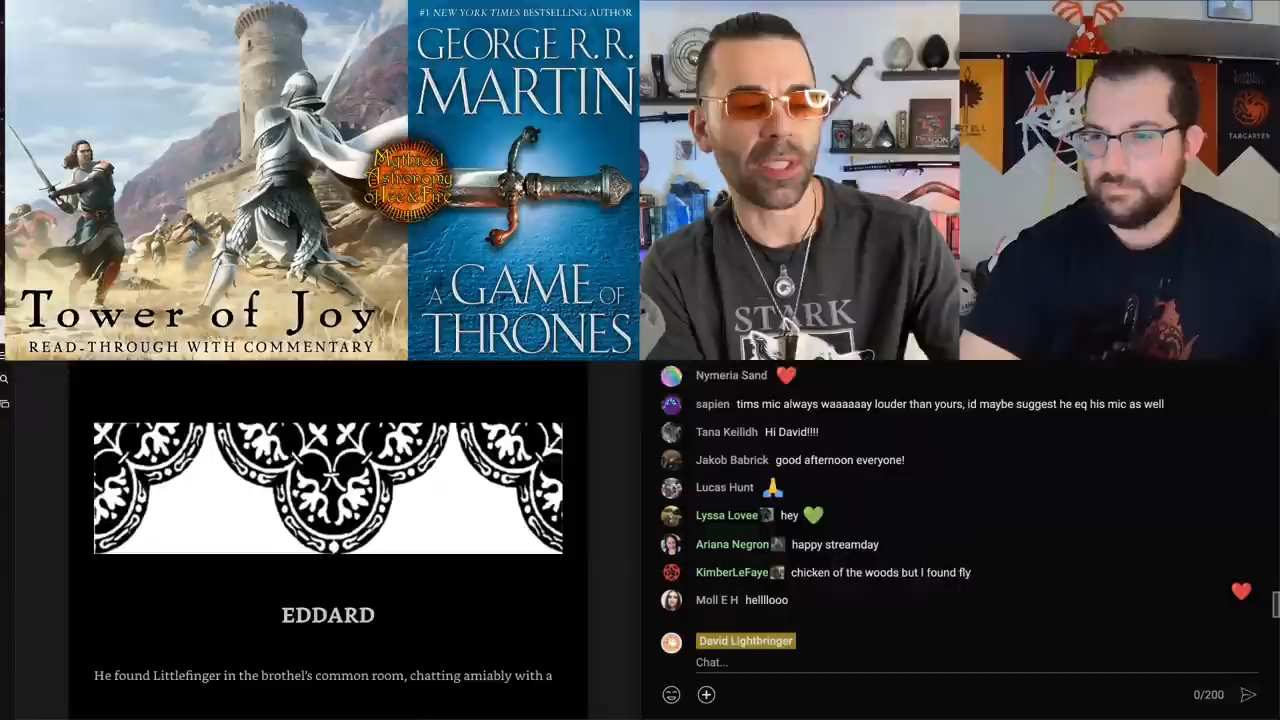 Tower of Joy
READ-THROUGH WITH COMMENTARY
Mythical
Astronomy
of Ice & Fire
#1 NEW YORK TIMES BESTSELLING AUTHOR
GEORGE R.R.
MARTIN
A GAME OF
THRONES
STARK
DRAGON
TARGARYEN
EDDARD
He found Littlefinger in the brothel's common room, chatting amiably with a
Nymeria Sand ❤️
sapien tims mic always waaaaaay louder than yours, id maybe suggest he eq his mic as well
Tana Keilidh Hi David!!!!
Jakob Babrick good afternoon everyone!
Lucas Hunt 🙏
Lyssa Lovee hey 💚
Ariana Negron happy streamday
KimberLeFaye chicken of the woods but I found fly
Moll E H hellllooo
David Lightbringer
Chat...
0/200